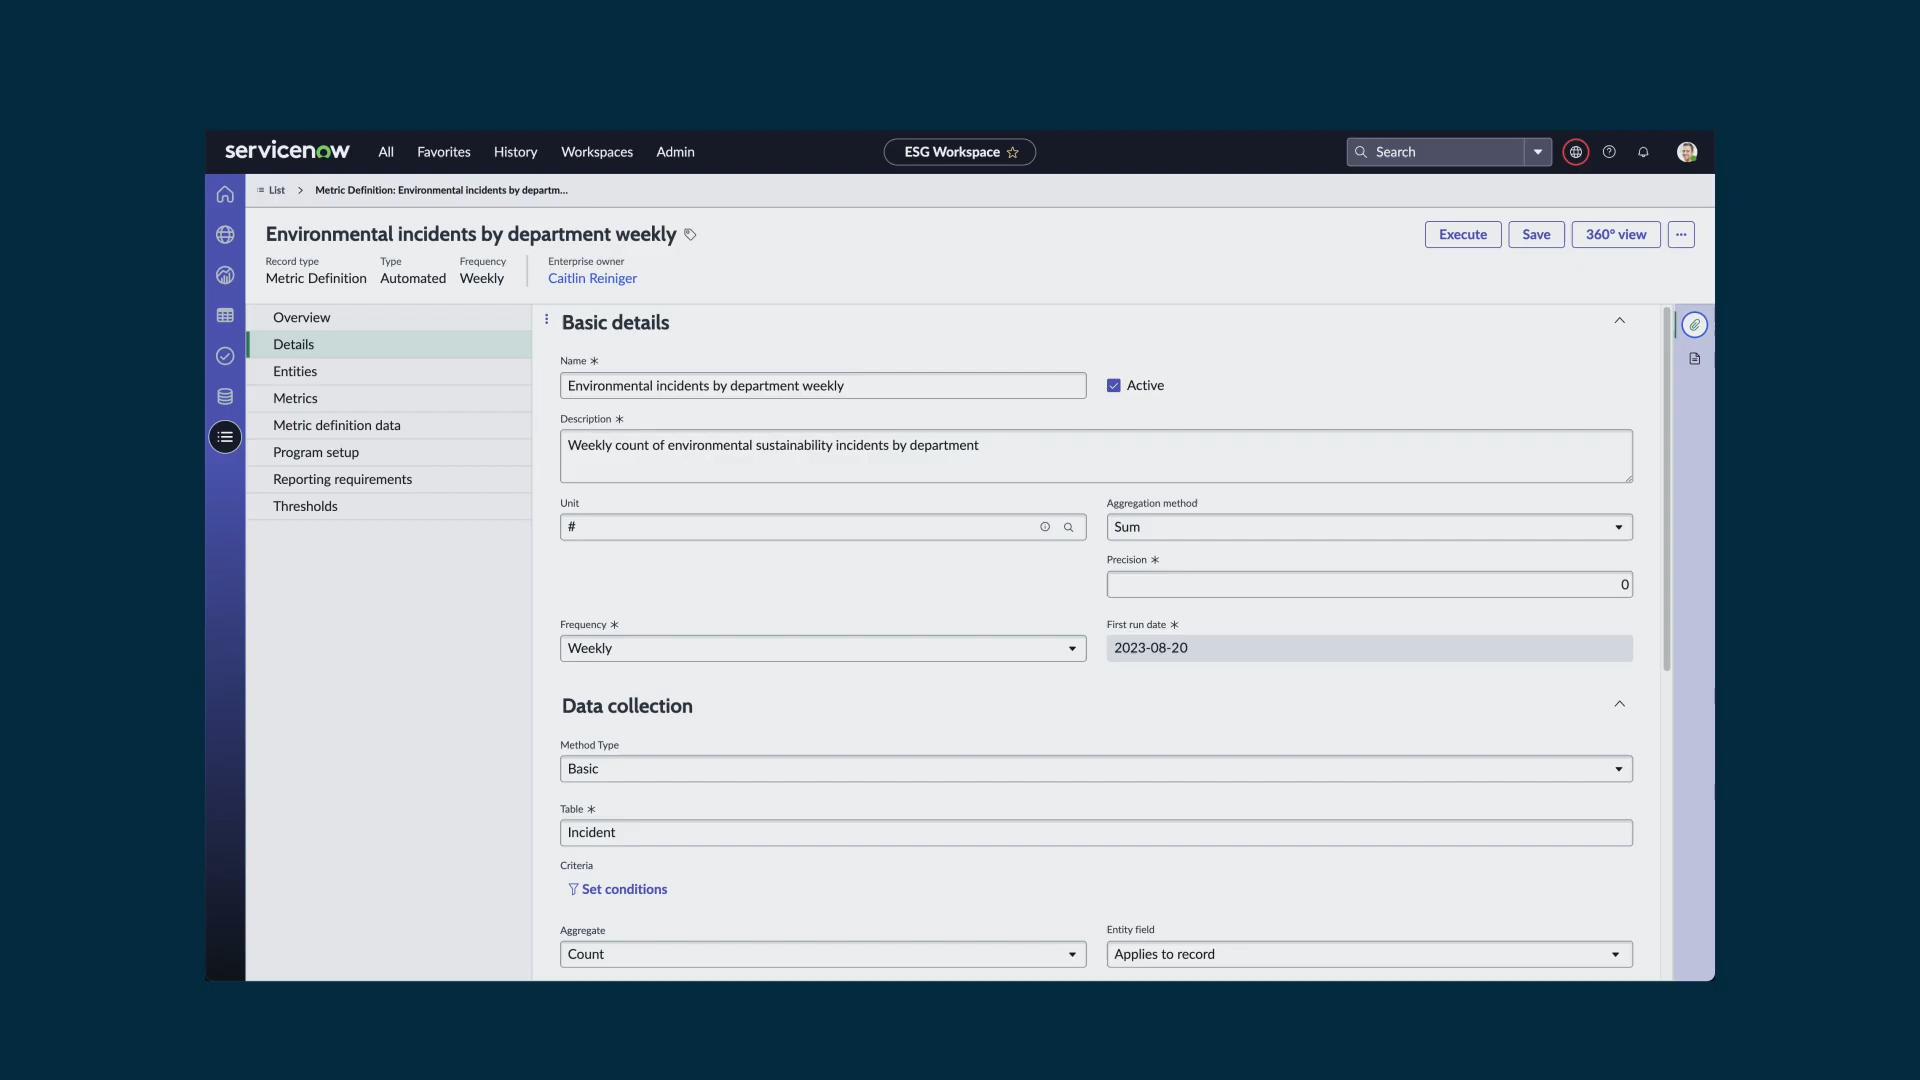 servicenow All Favorites History Workspaces Admin ESG Workspace Search
List > Metric Definition: Environmental incidents by departm...
Environmental incidents by department weekly
Execute Save 360° view ...
Record type Type Frequency Enterprise owner
Metric Definition Automated Weekly Caitlin Reiniger
Overview
Details
Entities
Metrics
Metric definition data
Program setup
Reporting requirements
Thresholds
Basic details
Name *
Environmental incidents by department weekly
Active
Description *
Weekly count of environmental sustainability incidents by department
Unit Aggregation method
# Sum
Precision *
0
Frequency * First run date *
Weekly 2023-08-20
Data collection
Method Type
Basic
Table *
Incident
Criteria
Set conditions
Aggregate Entity field
Count Applies to record